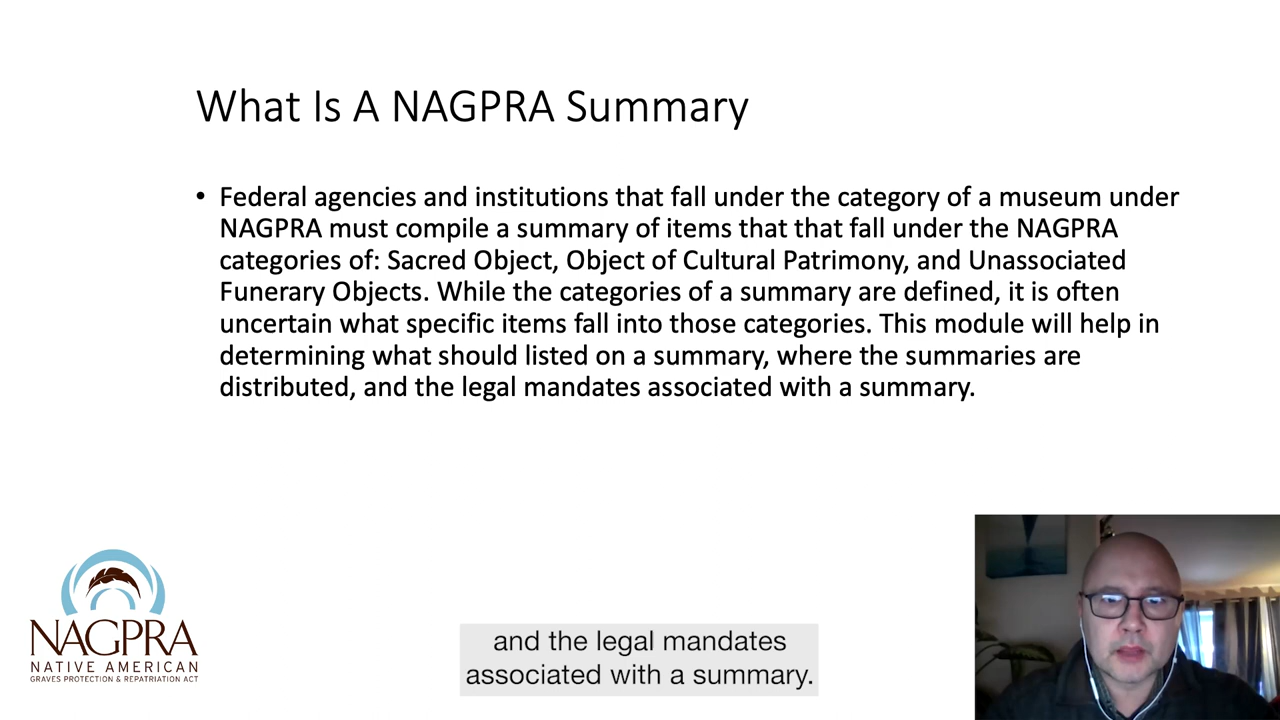 What Is A NAGPRA Summary
• Federal agencies and institutions that fall under the category of a museum under
NAGPRA must compile a summary of items that that fall under the NAGPRA
categories of: Sacred Object, Object of Cultural Patrimony, and Unassociated
Funerary Objects. While the categories of a summary are defined, it is often
uncertain what specific items fall into those categories. This module will help in
determining what should listed on a summary, where the summaries are
distributed, and the legal mandates associated with a summary.
NAGPRA
NATIVE AMERICAN
GRAVES PROTECTION & REPATRIATION ACT
and the legal mandates
associated with a summary.